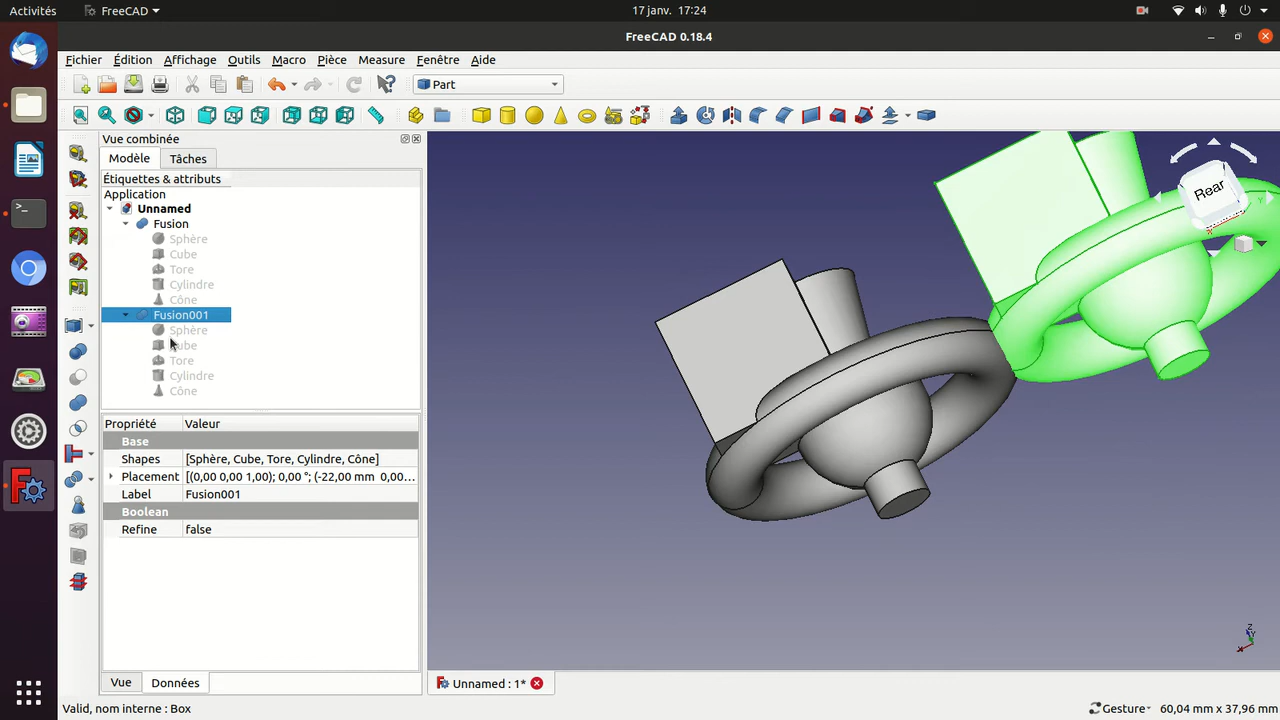 Activités FreeCAD 17 janv. 17:24
FreeCAD 0.18.4
Fichier Édition Affichage Outils Macro Pièce Mesure Fenêtre Aide
Part
Vue combinée
Modèle Tâches
Étiquettes & attributs
Application
Unnamed
Fusion
Sphère
Cube
Tore
Cylindre
Cône
Fusion001
Sphère
Cube
Tore
Cylindre
Cône
Propriété Valeur
Base
Shapes [Sphère, Cube, Tore, Cylindre, Cône]
Placement [(0,00 0,00 1,00); 0,00 °; (-22,00 mm 0,00...
Label Fusion001
Boolean
Refine false
Vue Données
Rear
Y
Z
Y
X
Unnamed : 1*
Valid, nom interne : Box
Gesture 60,04 mm x 37,96 mm